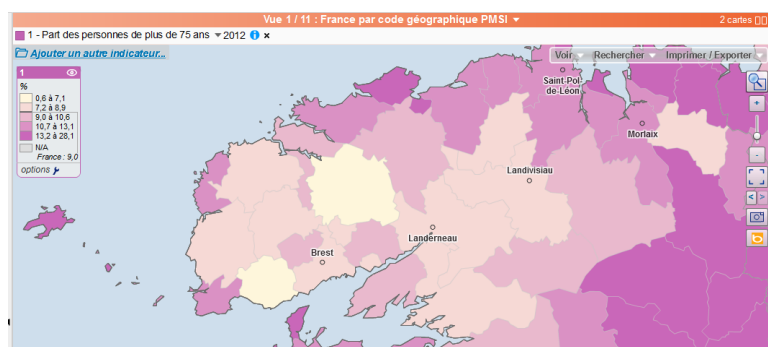 Vue 1 / 11 : France par code géographique PMSI
2 cartes
1 - Part des personnes de plus de 75 ans
2012
Ajouter un autre indicateur...
Voir
Rechercher
Imprimer / Exporter
1
%
0,6 à 7,1
7,2 à 8,9
9,0 à 10,6
10,7 à 13,1
13,2 à 28,1
N/A
France : 9,0
options
Saint-Pol-
de-Léon
Morlaix
Landivisiau
Landerneau
Brest